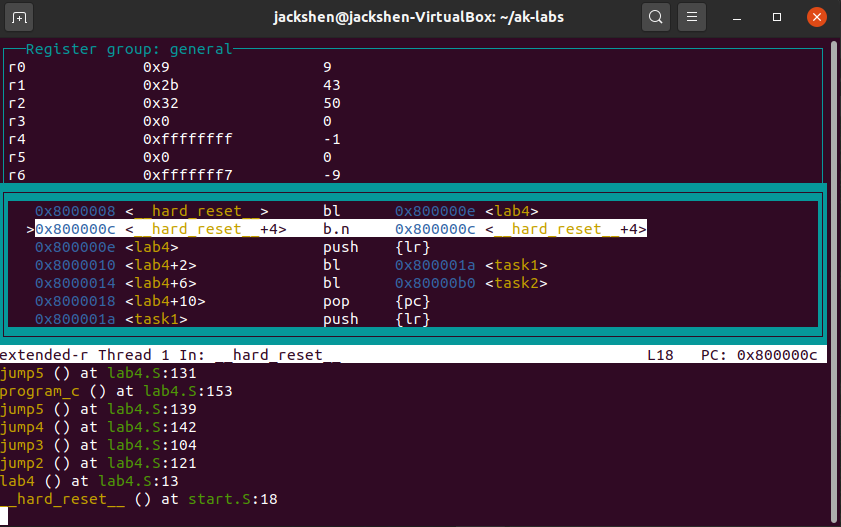 jackshen@jackshen-VirtualBox: ~/ak-labs
Register group: general
r0 0x9 9
r1 0x2b 43
r2 0x32 50
r3 0x0 0
r4 0xffffffff -1
r5 0x0 0
r6 0xfffffff7 -9
0x8000008 <__hard_reset__> bl 0x800000e <lab4>
>0x800000c <__hard_reset__+4> b.n 0x800000c <__hard_reset__+4>
0x800000e <lab4> push {lr}
0x8000010 <lab4+2> bl 0x800001a <task1>
0x8000014 <lab4+6> bl 0x80000b0 <task2>
0x8000018 <lab4+10> pop {pc}
0x800001a <task1> push {lr}
extended-r Thread 1 In: __hard_reset__ L18 PC: 0x800000c
jump5 () at lab4.S:131
program_c () at lab4.S:153
jump5 () at lab4.S:139
jump4 () at lab4.S:142
jump3 () at lab4.S:104
jump2 () at lab4.S:121
lab4 () at lab4.S:13
__hard_reset__ () at start.S:18